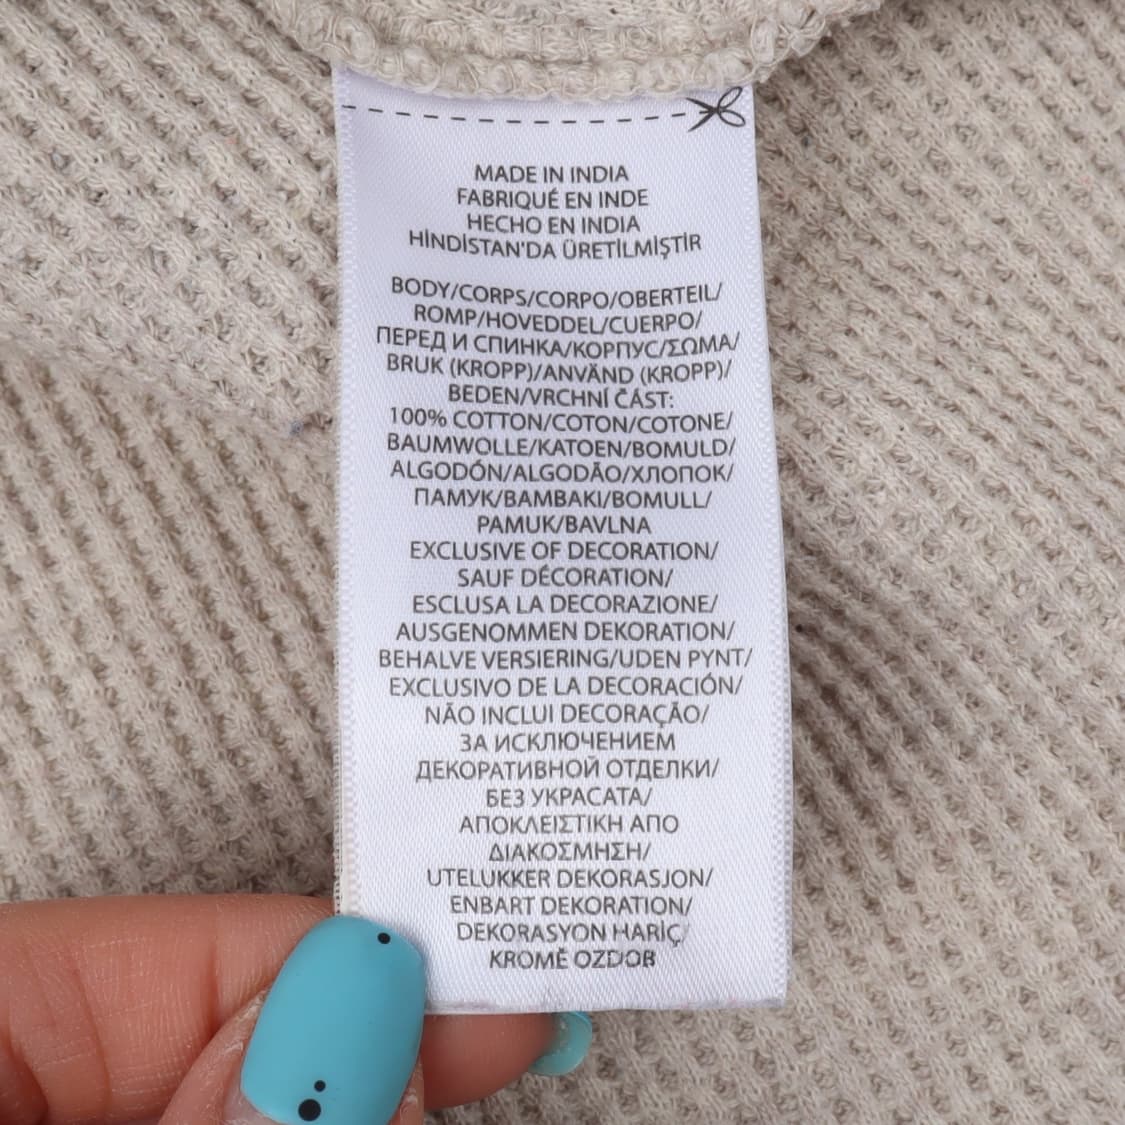 MADE IN INDIA
FABRIQUÉ EN INDE
HECHO EN INDIA
HİNDİSTAN'DA ÜRETİLMİŞTİR
BODY/CORPS/CORPO/OBERTEIL/
ROMP/HOVEDDEL/CUERPO/
ПЕРЕД И СПИНКА/КОРПУС/ΣΩΜΑ/
BRUK (KROPP)/ANVÄND (KROPP)/
BEDEN/VRCHNÍ ČÁST:
100% COTTON/COTON/COTONE/
BAUMWOLLE/KATOEN/BOMULD/
ALGODÓN/ALGODÃO/ХЛОПОК/
ПАМУК/BAMBAKI/BOMULL/
PAMUK/BAVLNA
EXCLUSIVE OF DECORATION/
SAUF DÉCORATION/
ESCLUSA LA DECORAZIONE/
AUSGENOMMEN DEKORATION/
BEHALVE VERSIERING/UDEN PYNT/
EXCLUSIVO DE LA DECORACIÓN/
NÃO INCLUI DECORAÇÃO/
ЗА ИСКЛЮЧЕНИЕМ
ДЕКОРАТИВНОЙ ОТДЕЛКИ/
БЕЗ УКРАСАТА/
ΑΠΟΚΛΕΙΣΤΙΚΗ ΑΠΟ
ΔΙΑΚΟΣΜΗΣΗ/
UTELUKKER DEKORASJON/
ENBART DEKORATION/
DEKORASYON HARİÇ/
KROMĚ OZDOB